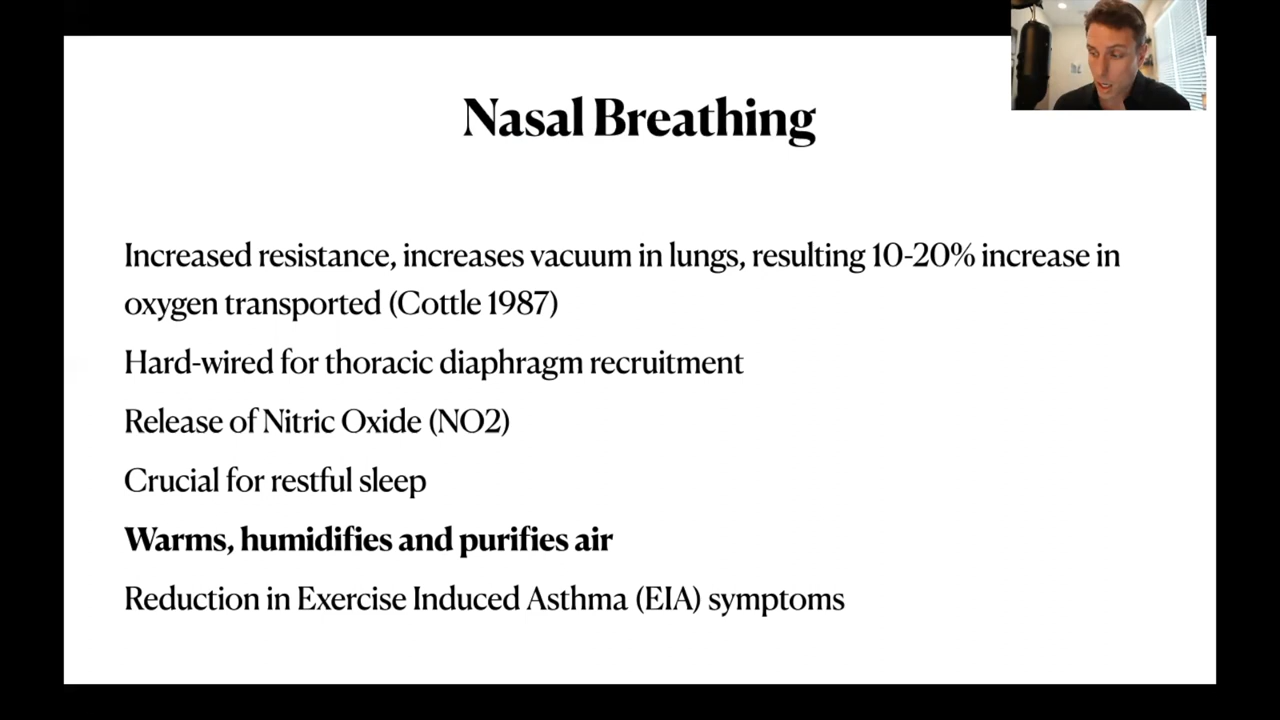 Nasal Breathing
Increased resistance, increases vacuum in lungs, resulting 10-20% increase in
oxygen transported (Cottle 1987)
Hard-wired for thoracic diaphragm recruitment
Release of Nitric Oxide (NO2)
Crucial for restful sleep
Warms, humidifies and purifies air
Reduction in Exercise Induced Asthma (EIA) symptoms